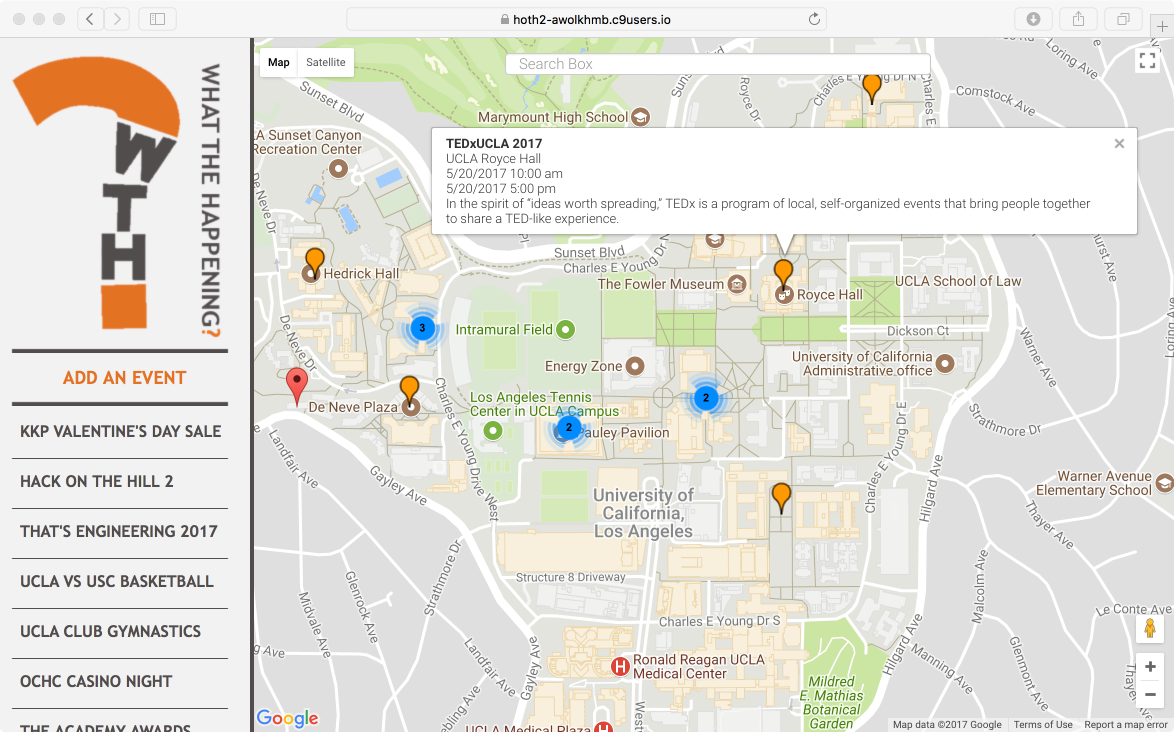 hoth2-awolkhmb.c9users.io
WTH
WHAT THE HAPPENING?
ADD AN EVENT
KKP VALENTINE'S DAY SALE
HACK ON THE HILL 2
THAT'S ENGINEERING 2017
UCLA VS USC BASKETBALL
UCLA CLUB GYMNASTICS
OCHC CASINO NIGHT
THE ACADEMY AWARDS
Map
Satellite
Search Box
Sunset Blvd
Marymount High School
Royce Dr
Charles E Young Dr N
Charles E
Comstock Ave
Loring Ave
LA Sunset Canyon
Recreation Center
De Neve Dr
TEDxUCLA 2017
UCLA Royce Hall
5/20/2017 10:00 am
5/20/2017 5:00 pm
In the spirit of “ideas worth spreading,” TEDx is a program of local, self-organized events that bring people together
to share a TED-like experience.
×
Sunset Blvd
Charles E Young Dr
Hedrick Hall
The Fowler Museum
Royce Hall
UCLA School of Law
3
Intramural Field
Dickson Ct
De Neve Dr
Energy Zone
University of California
Administrative office
Warner Ave
Loring Ave
De Neve Plaza
Los Angeles Tennis
Center in UCLA Campus
2
2
Pauley Pavilion
Charles E Young Drive West
Charles E Young Dr E
Strathmore Dr
Landfair Ave
Gayley Ave
Hilgard Ave
Warner Avenue
Elementary School
University of
California,
Los Angeles
Thayer Ave
Structure 8 Driveway
Strathmore Dr
Glenrock Ave
Midvale Ave
Malcolm Ave
Le Conte Ave
Charles E Young Dr S
Landfair Ave
Gayley Ave
Hilgard Ave
Manning Ave
Glenmont Ave
Ronald Reagan UCLA
Medical Center
Mildred
E. Mathias
Botanical
Garden
UCLA Medical Plaza
+
−
Google
Map data ©2017 Google
Terms of Use
Report a map error